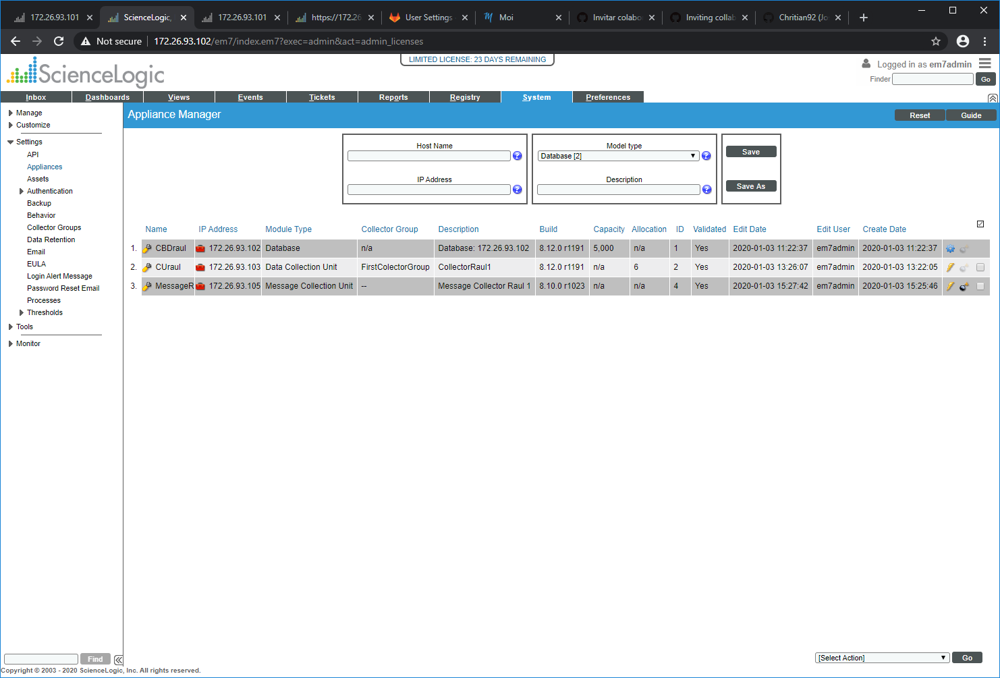 172.26.93.101
ScienceLogic,
172.26.93.101
https://172.26
User Settings
Moi
Invitar colabo
Inviting collab
Chritian92 (Jo
Not secure
172.26.93.102/em7/index.em7?exec=admin&act=admin_licenses
LIMITED LICENSE: 23 DAYS REMAINING
ScienceLogic
Logged in as em7admin
Finder
Go
Inbox Dashboards Views Events Tickets Reports Registry System Preferences
Manage
Customize
Settings
API
Appliances
Assets
Authentication
Backup
Behavior
Collector Groups
Data Retention
Email
EULA
Login Alert Message
Password Reset Email
Processes
Thresholds
Tools
Monitor
Find
Appliance Manager
Reset
Guide
Host Name
IP Address
Model type
Database [2]
Description
Save
Save As
Name IP Address Module Type Collector Group Description Build Capacity Allocation ID Validated Edit Date Edit User Create Date
1. CBDraul 172.26.93.102 Database n/a Database: 172.26.93.102 8.12.0 r1191 5,000 n/a 1 Yes 2020-01-03 11:22:37 em7admin 2020-01-03 11:22:37
2. CUraul 172.26.93.103 Data Collection Unit FirstColectorGroup CollectorRaul1 8.12.0 r1191 n/a 6 2 Yes 2020-01-03 13:26:07 em7admin 2020-01-03 13:22:05
3. MessageR 172.26.93.105 Message Collection Unit -- Message Collector Raul 1 8.10.0 r1023 n/a n/a 4 Yes 2020-01-03 15:27:42 em7admin 2020-01-03 15:25:46
[Select Action]
Go
Copyright © 2003 - 2020 ScienceLogic, Inc. All rights reserved.